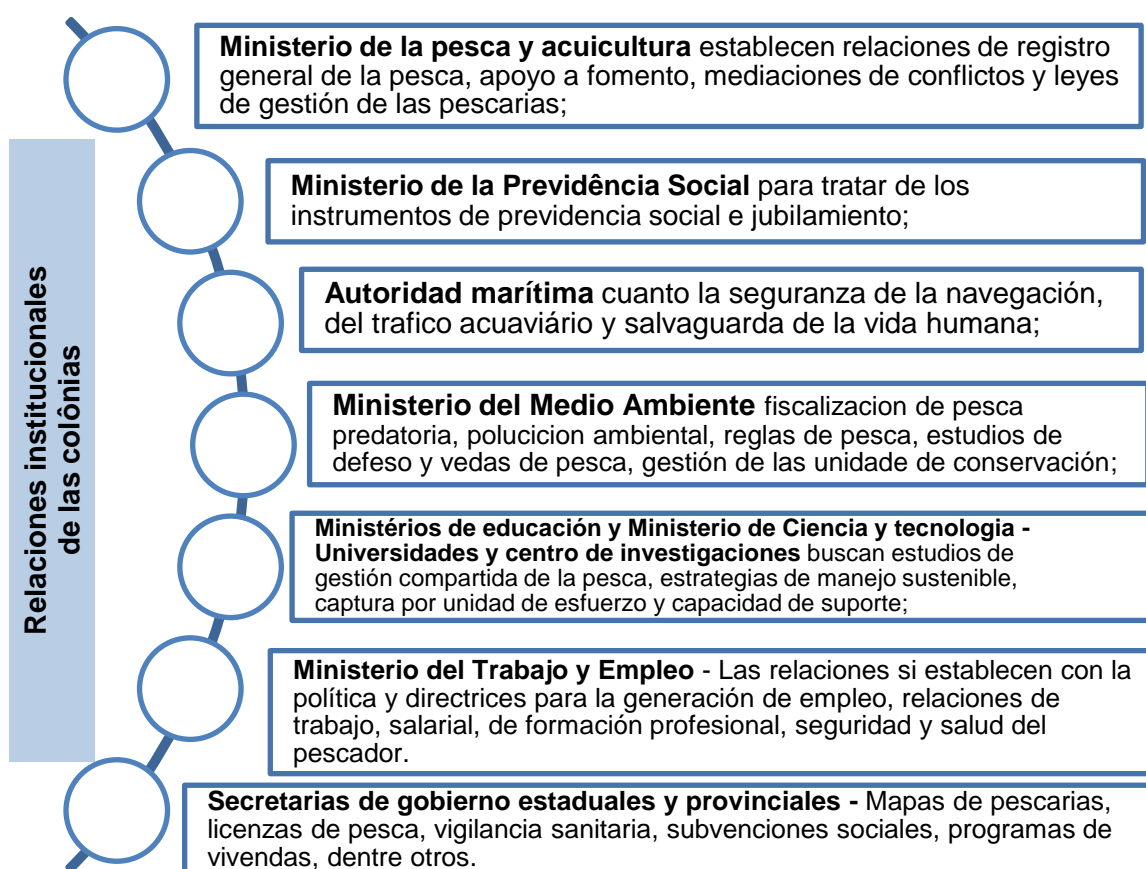 Relaciones institucionales
de las colônias
Ministerio de la pesca y acuicultura establecen relaciones de registro
general de la pesca, apoyo a fomento, mediaciones de conflictos y leyes
de gestión de las pescarias;
Ministerio de la Previdência Social para tratar de los
instrumentos de previdencia social e jubilamiento;
Autoridad marítima cuanto la seguranza de la navegación,
del trafico acuaviário y salvaguarda de la vida humana;
Ministerio del Medio Ambiente fiscalizacion de pesca
predatoria, polucicion ambiental, reglas de pesca, estudios de
defeso y vedas de pesca, gestión de las unidade de conservación;
Ministérios de educación y Ministerio de Ciencia y tecnologia -
Universidades y centro de investigaciones buscan estudios de
gestión compartida de la pesca, estrategias de manejo sustenible,
captura por unidad de esfuerzo y capacidad de suporte;
Ministerio del Trabajo y Empleo - Las relaciones si establecen con la
política y directrices para la generación de empleo, relaciones de
trabajo, salarial, de formación profesional, seguridad y salud del
pescador.
Secretarias de gobierno estaduales y provinciales - Mapas de pescarias,
licenzas de pesca, vigilancia sanitaria, subvenciones sociales, programas de
vivendas, dentre otros.